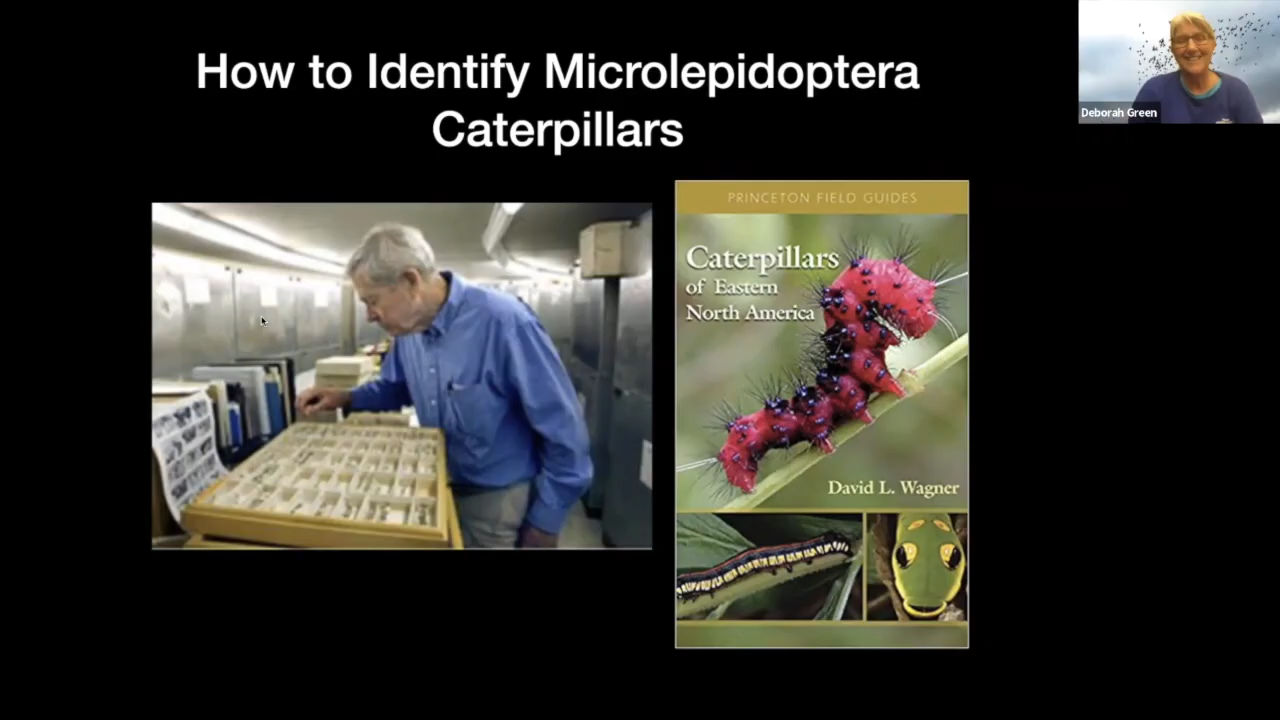 How to Identify Microlepidoptera
Caterpillars
Deborah Green
PRINCETON FIELD GUIDES
Caterpillars
of Eastern
North America
David L. Wagner